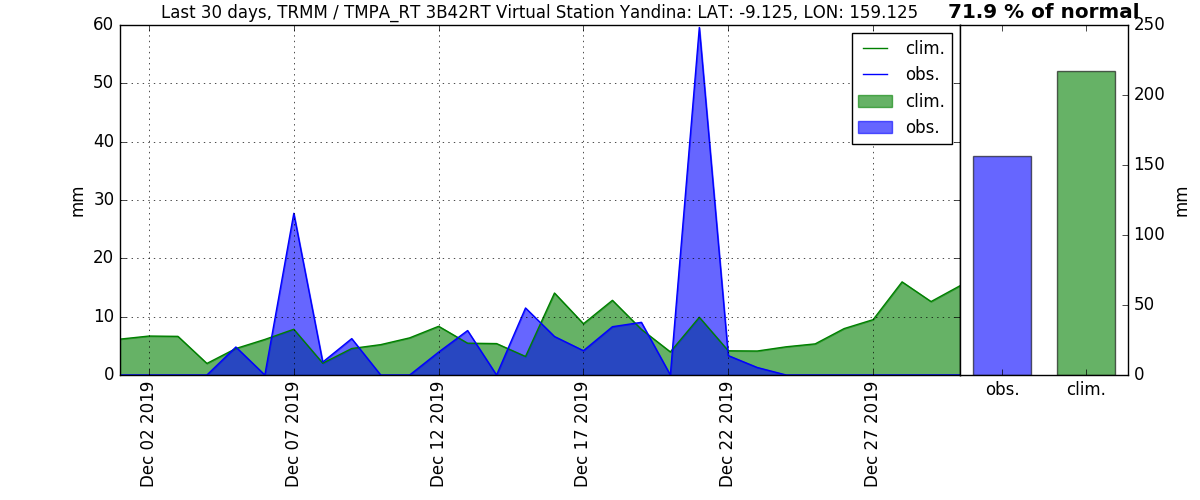 Last 30 days, TRMM / TMPA_RT 3B42RT Virtual Station Yandina: LAT: -9.125, LON: 159.125
71.9 % of normal
60
50
40
30
20
10
0
mm
clim.
obs.
clim.
obs.
Dec 02 2019
Dec 07 2019
Dec 12 2019
Dec 17 2019
Dec 22 2019
Dec 27 2019
250
200
150
100
50
0
mm
obs.
clim.